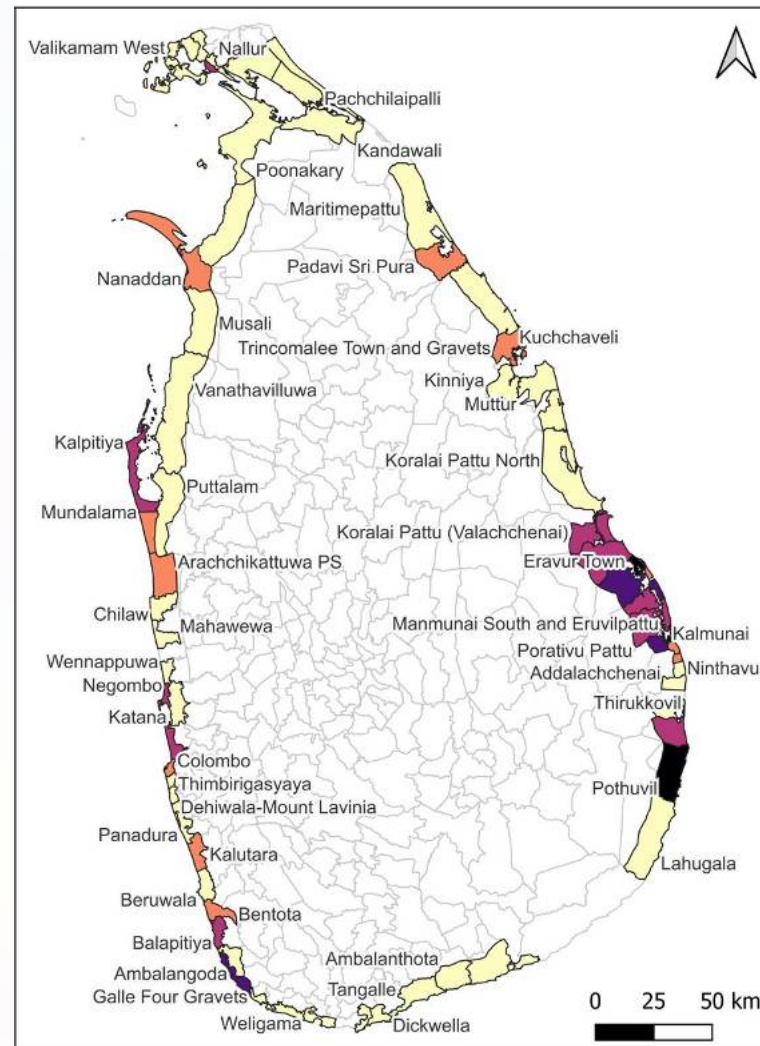 Valikamam West
Nallur
Pachchilaipalli
Kandawali
Poonakary
Maritimepattu
Padavi Sri Pura
Nanaddan
Musali
Kuchchaveli
Trincomalee Town and Gravets
Kinniya
Vanathavilluwa
Muttur
Kalpitiya
Koralai Pattu North
Puttalam
Mundalama
Koralai Pattu (Valachchenai)
Eravur Town
Arachchikattuwa PS
Chilaw
Mahawewa
Manmunai South and Eruvilpattu
Kalmunai
Porativu Pattu
Wennappuwa
Addalachchenai
Ninthavu
Negombo
Katana
Thirukkovil
Colombo
Thimbirigasyaya
Pothuvil
Dehiwala-Mount Lavinia
Panadura
Kalutara
Lahugala
Beruwala
Bentota
Balapitiya
Ambalanthota
Ambalangoda
Tangalle
Galle Four Gravets
Weligama
Dickwella
0 25 50 km